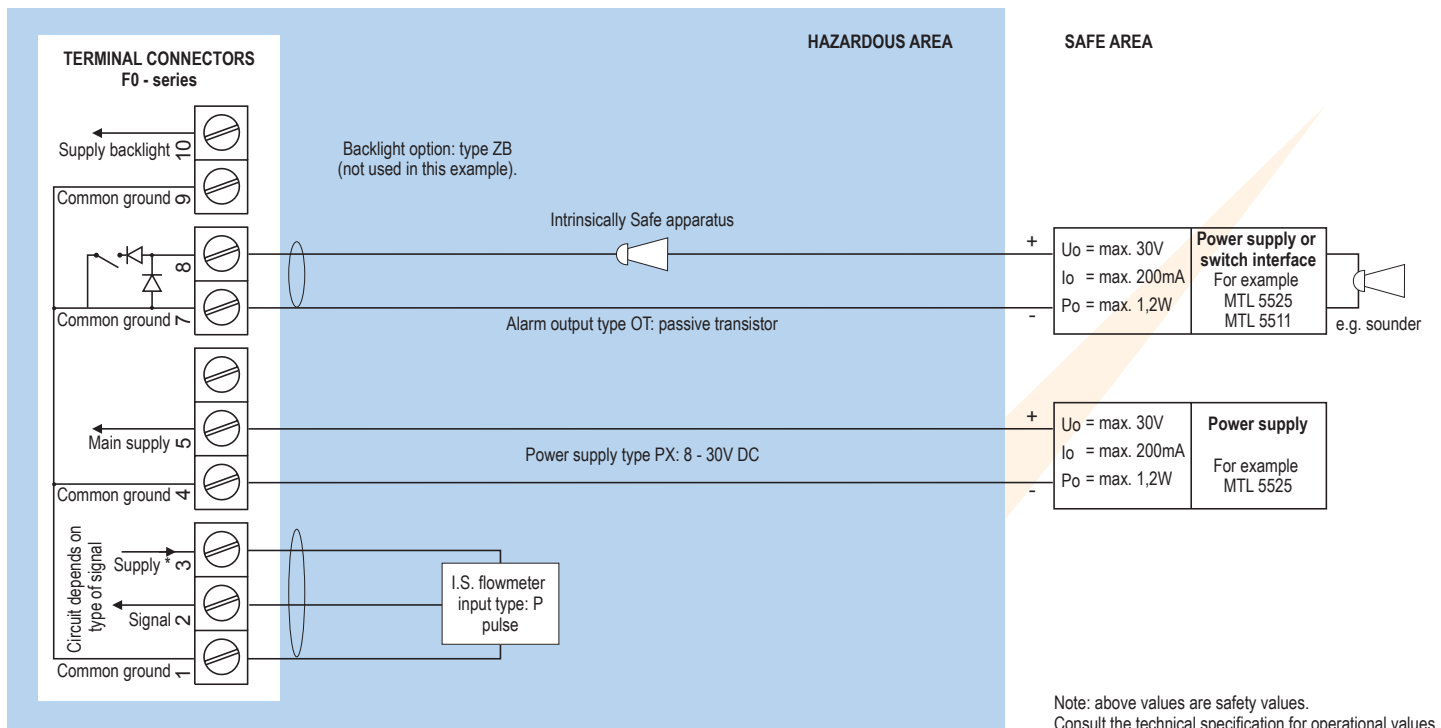 HAZARDOUS AREA
SAFE AREA
TERMINAL CONNECTORS
F0 - series
Supply backlight
10
Common ground
9
Backlight option: type ZB
(not used in this example).
Intrinsically Safe apparatus
8
Common ground
7
Alarm output type OT: passive transistor
+
-
Uo = max. 30V
Io = max. 200mA
Po = max. 1,2W
Power supply or
switch interface
For example
MTL 5525
MTL 5511
e.g. sounder
Main supply
5
Common ground
4
Power supply type PX: 8 - 30V DC
+
-
Uo = max. 30V
Io = max. 200mA
Po = max. 1,2W
Power supply
For example
MTL 5525
Circuit depends on
type of signal
Supply *
3
Signal
2
Common ground
1
I.S. flowmeter
input type: P
pulse
Note: above values are safety values.
Consult the technical specification for operational values